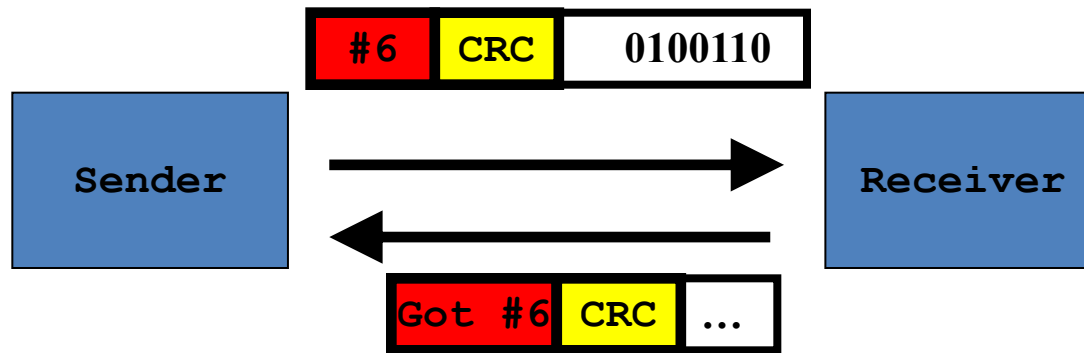 #6 CRC 0100110
Sender
Receiver
Got #6 CRC ...